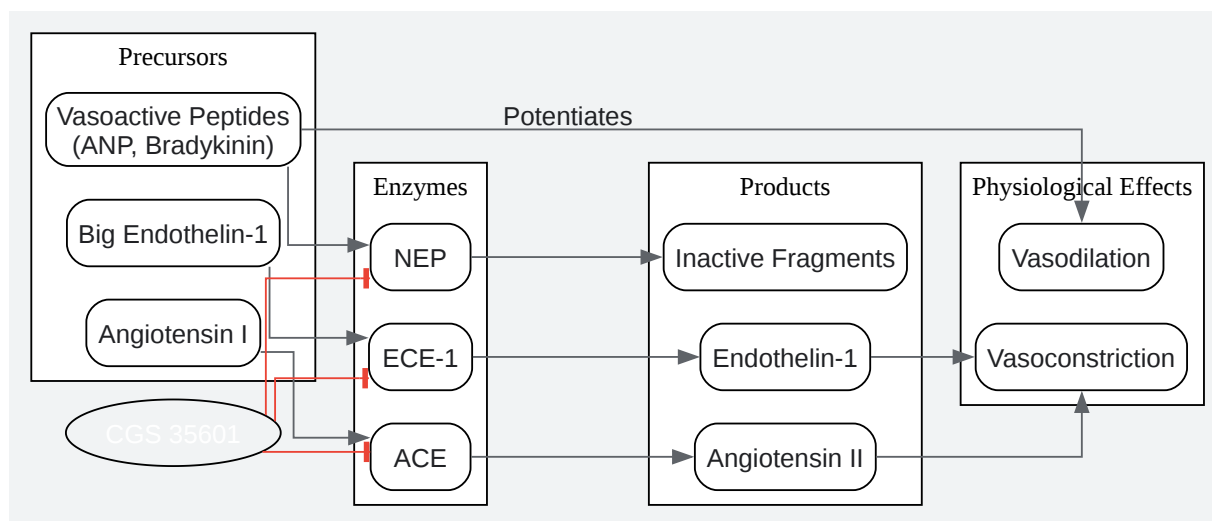 Precursors
Vasoactive Peptides
(ANP, Bradykinin)
Potentiates
Enzymes
Products
Physiological Effects
Big Endothelin-1
NEP
Inactive Fragments
Vasodilation
Angiotensin I
ECE-1
Endothelin-1
Vasoconstriction
CGS 35601
ACE
Angiotensin II